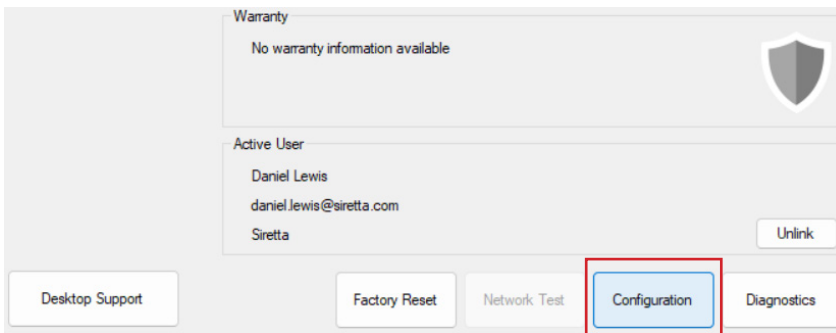 Warranty
No warranty information available
Active User
Daniel Lewis
daniel.lewis@siretta.com
Siretta
Unlink
Desktop Support
Factory Reset
Network Test
Configuration
Diagnostics